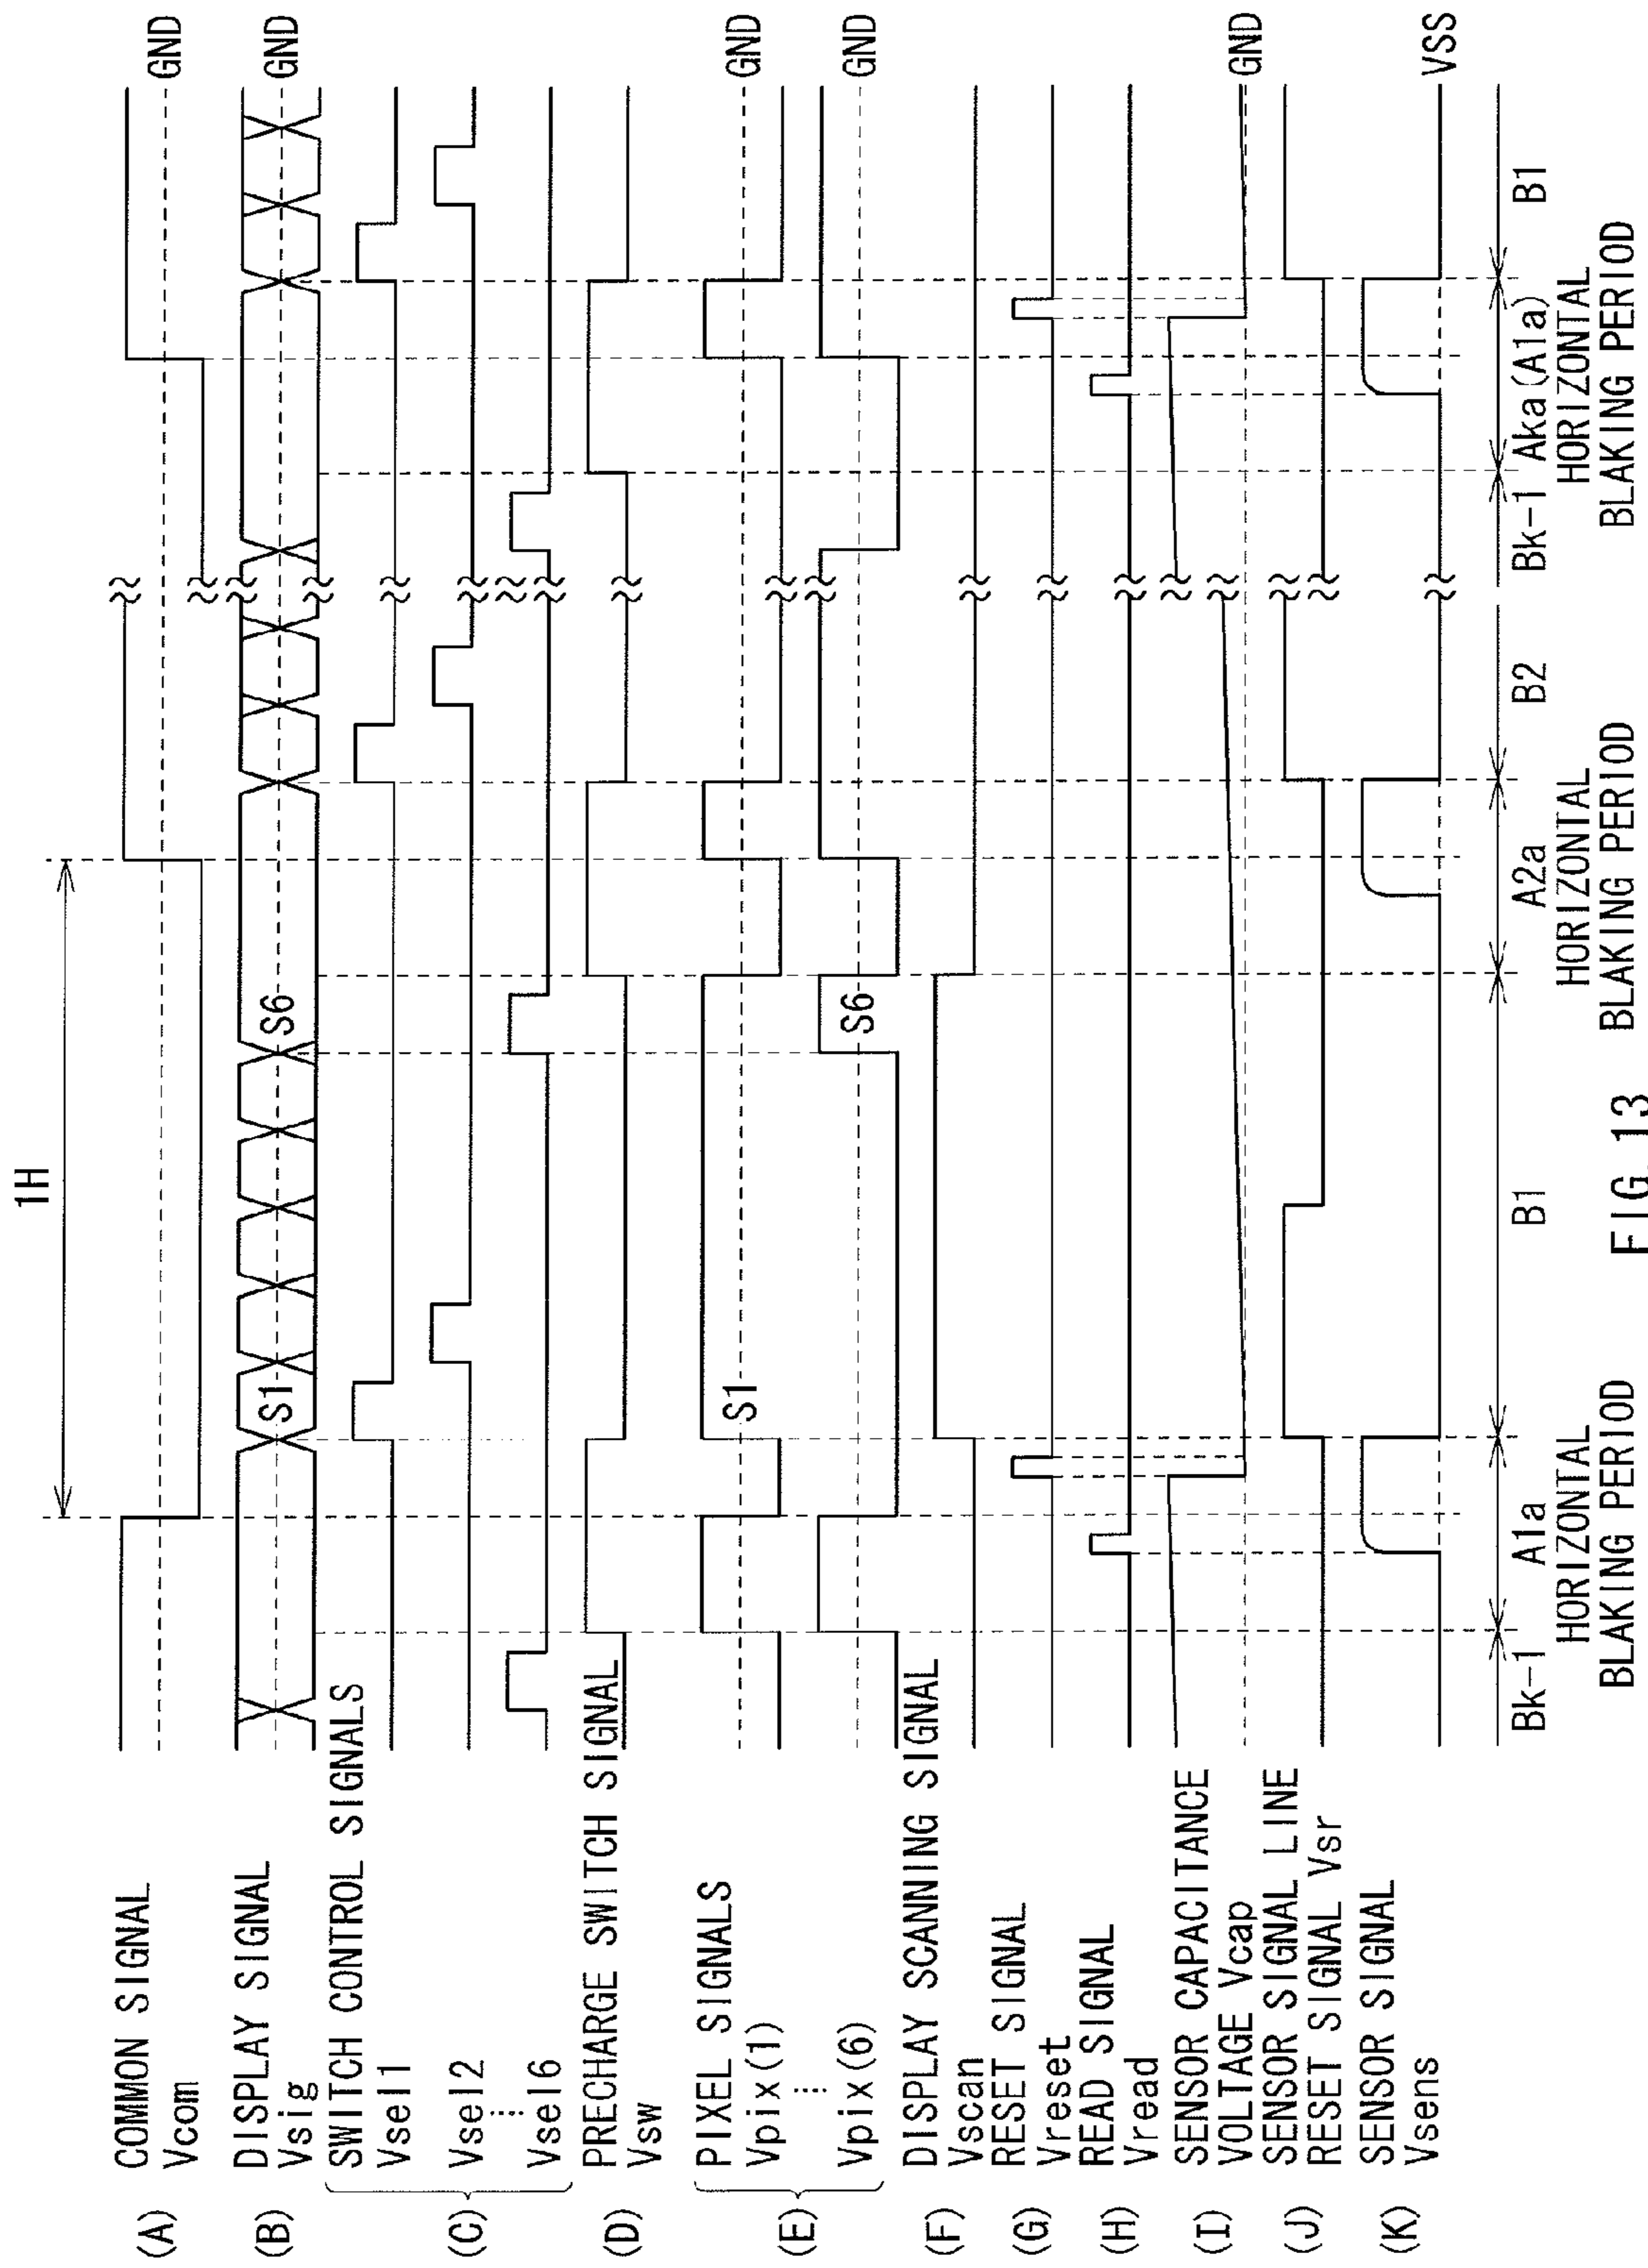 1H
(A) COMMON SIGNAL
Vcom
GND
(B) DISPLAY SIGNAL
Vsig
S1
S6
GND
(C) SWITCH CONTROL SIGNALS
Vsel1
Vsel2
Vsel6
(D) PRECHARGE SWITCH SIGNAL
Vsw
(E) PIXEL SIGNALS
Vpix(1)
S1
GND
Vpix(6)
S6
GND
(F) DISPLAY SCANNING SIGNAL
Vscan
(G) RESET SIGNAL
Vreset
(H) READ SIGNAL
Vread
(I) SENSOR CAPACITANCE
VOLTAGE Vcap
GND
(J) SENSOR SIGNAL LINE
RESET SIGNAL Vsr
(K) SENSOR SIGNAL
Vsens
VSS
Bk-1 A1a B1 A2a B2 Bk-1 Aka(A1a) B1
HORIZONTAL
BLAKING PERIOD
HORIZONTAL
BLAKING PERIOD
HORIZONTAL
BLAKING PERIOD
FIG. 13